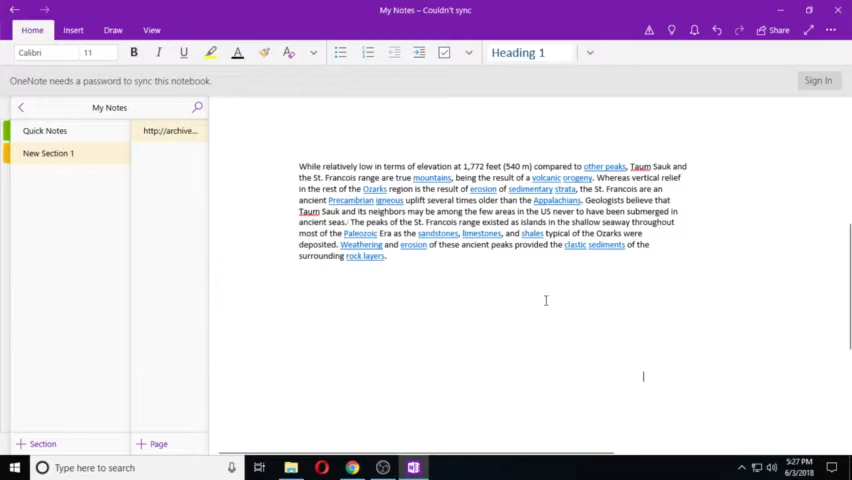 My Notes – Couldn't sync
Home Insert Draw View
Share
Calibri 11 B I U A Heading 1
OneNote needs a password to sync this notebook.
Sign In
My Notes
Quick Notes
http://archive...
New Section 1
While relatively low in terms of elevation at 1,772 feet (540 m) compared to other peaks, Taum Sauk and
the St. Francois range are true mountains, being the result of a volcanic orogeny. Whereas vertical relief
in the rest of the Ozarks region is the result of erosion of sedimentary strata, the St. Francois are an
ancient Precambrian igneous uplift several times older than the Appalachians. Geologists believe that
Taum Sauk and its neighbors may be among the few areas in the US never to have been submerged in
ancient seas. The peaks of the St. Francois range existed as islands in the shallow seaway throughout
most of the Paleozoic Era as the sandstones, limestones, and shales typical of the Ozarks were
deposited. Weathering and erosion of these ancient peaks provided the clastic sediments of the
surrounding rock layers.
+ Section
+ Page
Type here to search
5:27 PM
6/3/2018